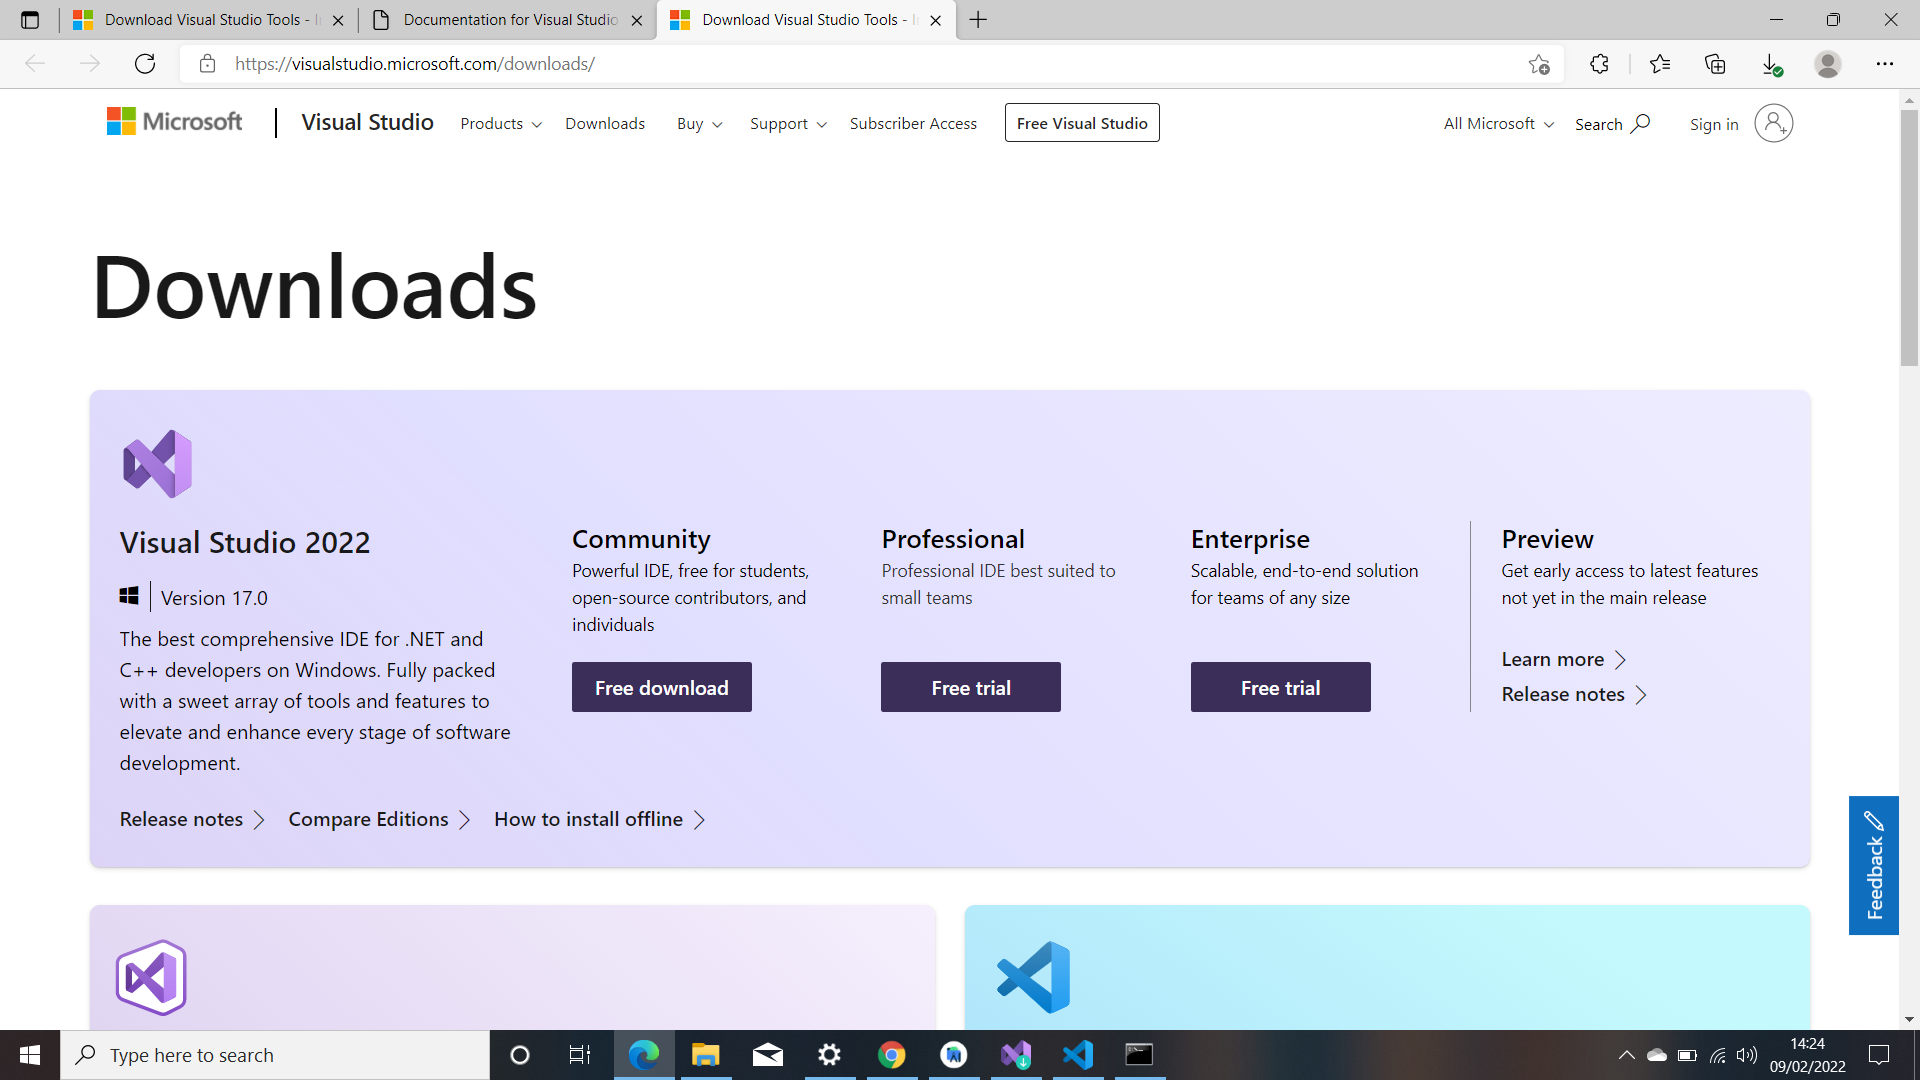 Download Visual Studio Tools - I
Documentation for Visual Studio
Download Visual Studio Tools - I
https://visualstudio.microsoft.com/downloads/
Microsoft
Visual Studio
Products
Downloads
Buy
Support
Subscriber Access
Free Visual Studio
All Microsoft
Search
Sign in
Downloads
Visual Studio 2022
Version 17.0
The best comprehensive IDE for .NET and
C++ developers on Windows. Fully packed
with a sweet array of tools and features to
elevate and enhance every stage of software
development.
Community
Powerful IDE, free for students,
open-source contributors, and
individuals
Free download
Professional
Professional IDE best suited to
small teams
Free trial
Enterprise
Scalable, end-to-end solution
for teams of any size
Free trial
Preview
Get early access to latest features
not yet in the main release
Learn more
Release notes
Release notes
Compare Editions
How to install offline
Feedback
Type here to search
14:24
09/02/2022